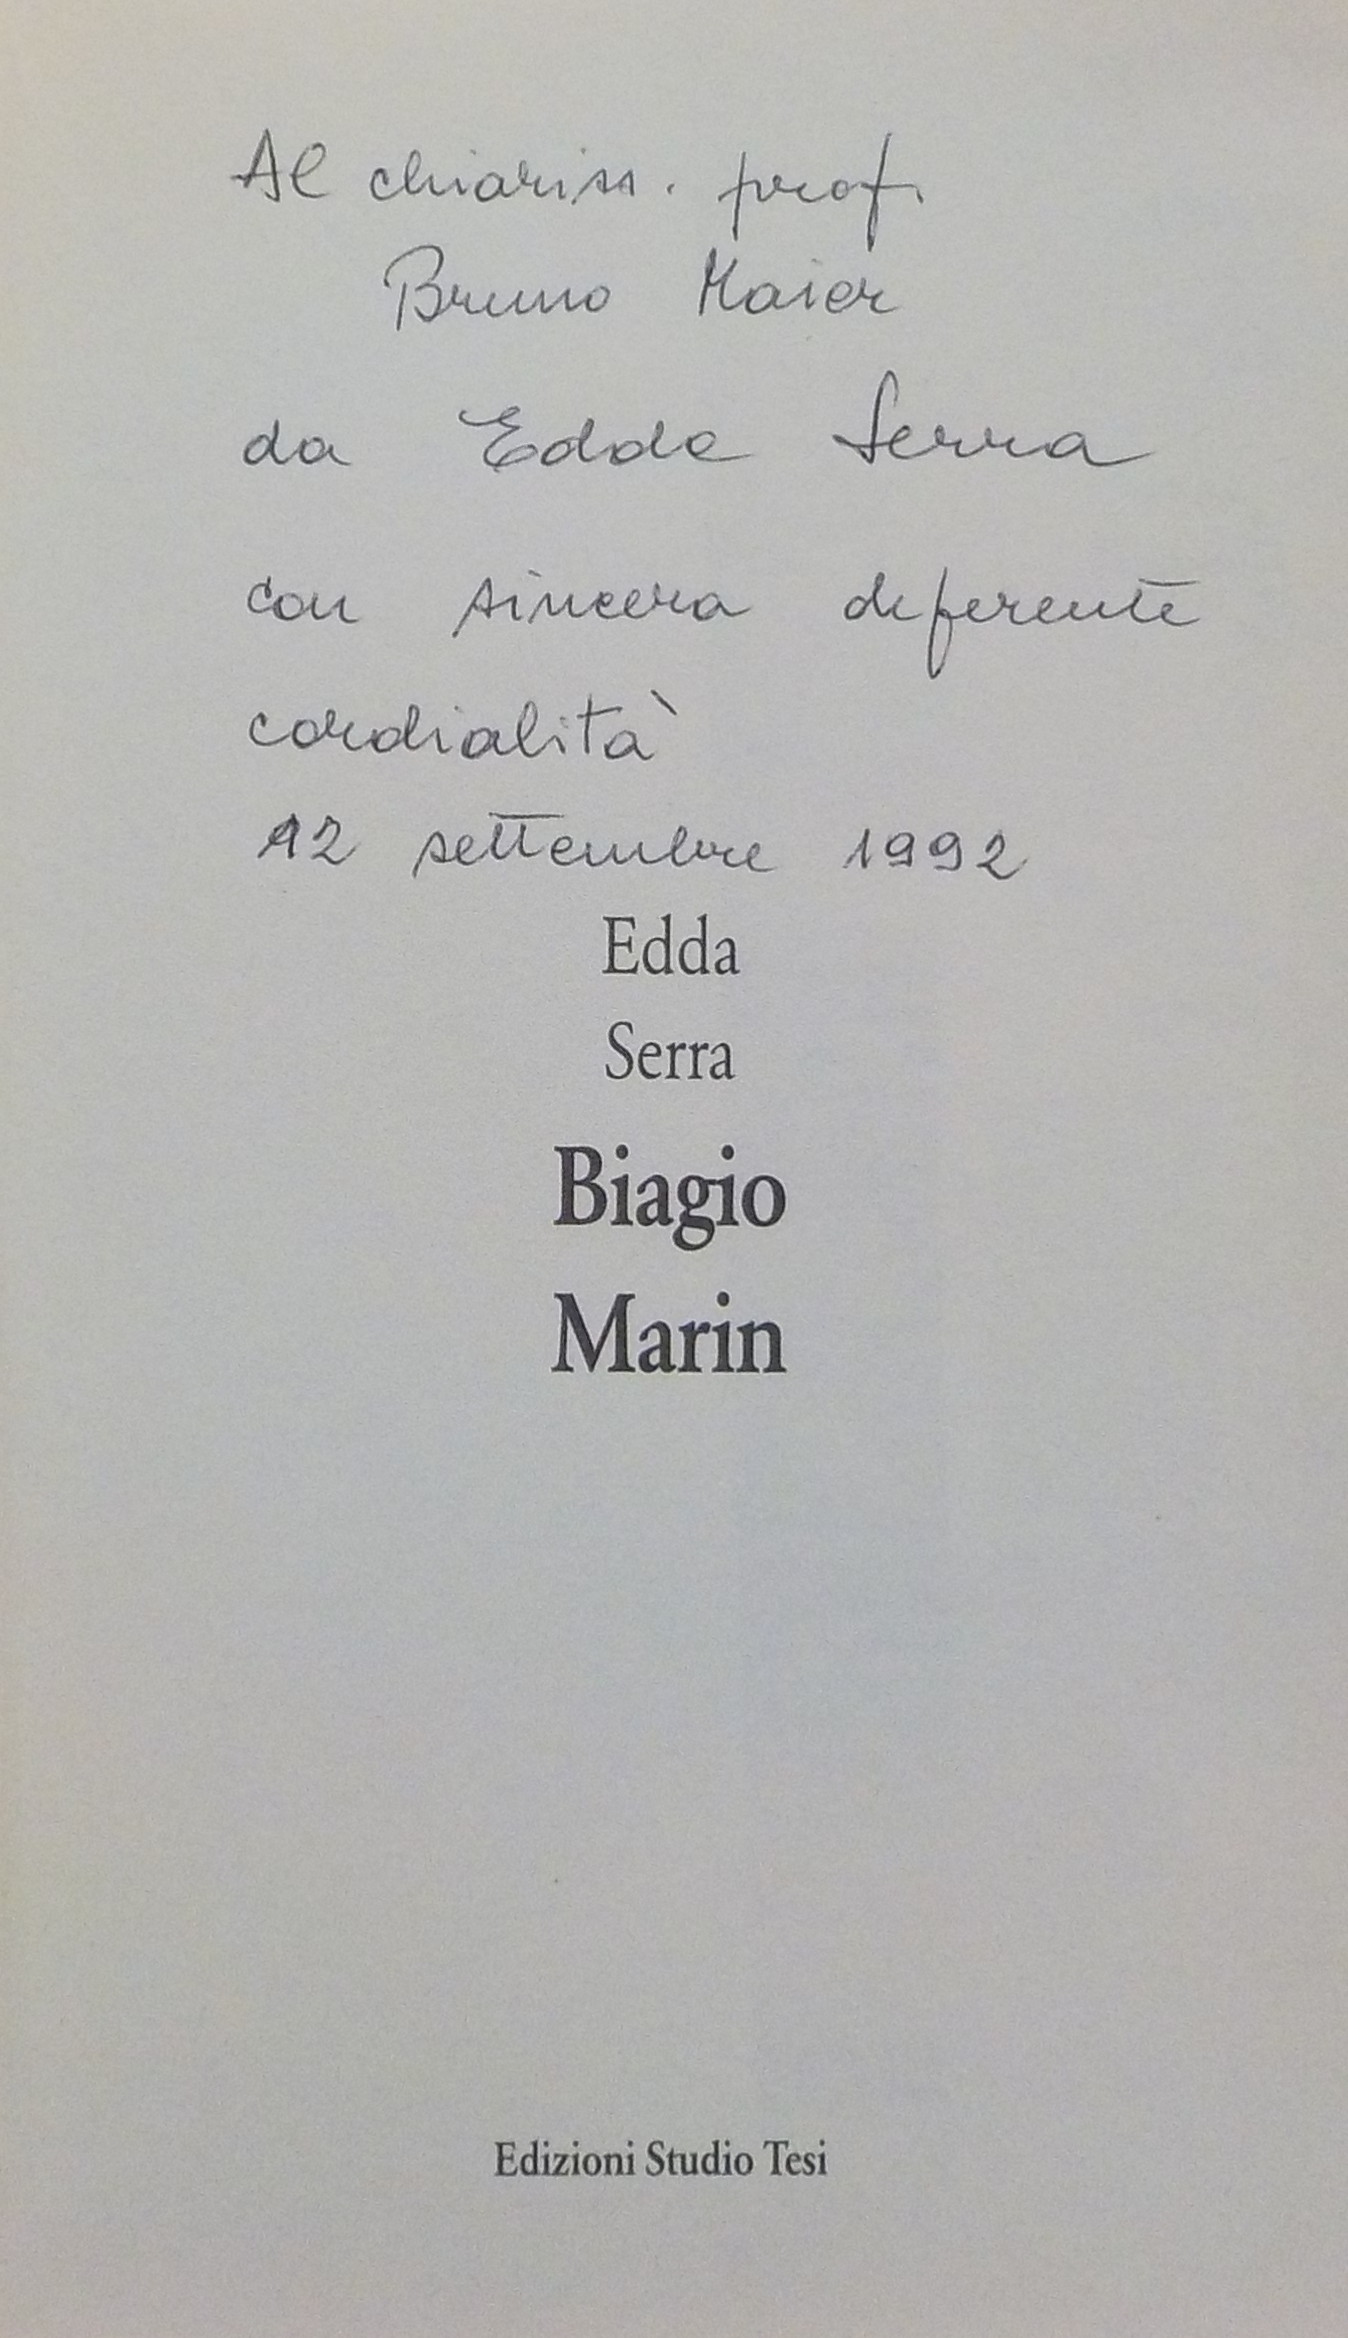 Al chiariss. prof.
Bruno Maier
da Edda Serra
con sincera deferente
cordialità
12 settembre 1992
Edda
Serra
Biagio
Marin
Edizioni Studio Tesi